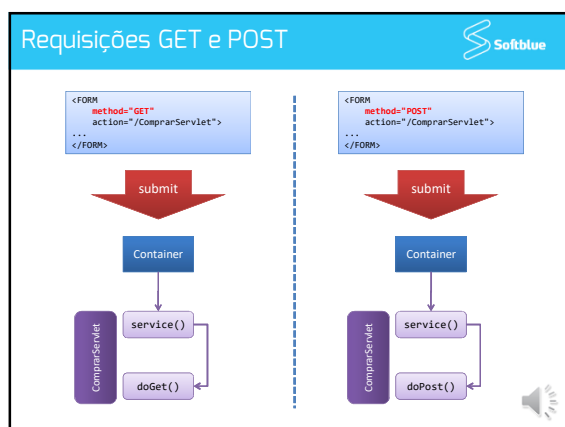 Requisições GET e POST
Softblue
<FORM
method="GET"
action="/ComprarServlet">
...
</FORM>
submit
Container
ComprarServlet
service()
doGet()
<FORM
method="POST"
action="/ComprarServlet">
...
</FORM>
submit
Container
ComprarServlet
service()
doPost()